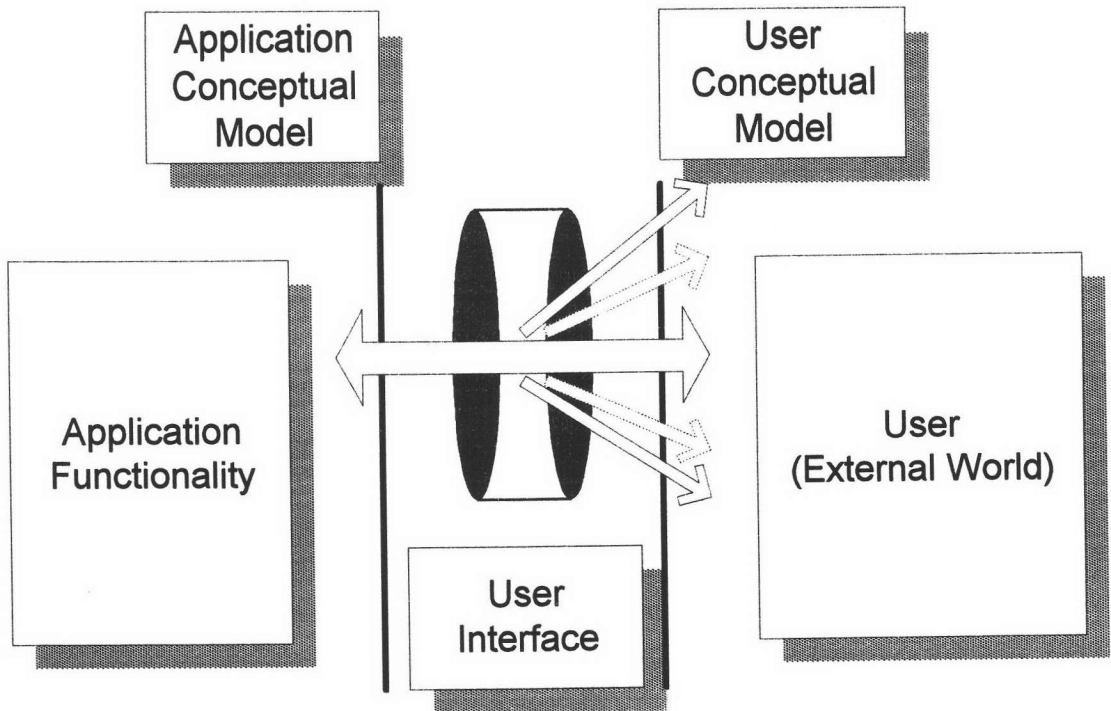 Application
Conceptual
Model
User
Conceptual
Model
Application
Functionality
User
(External World)
User
Interface